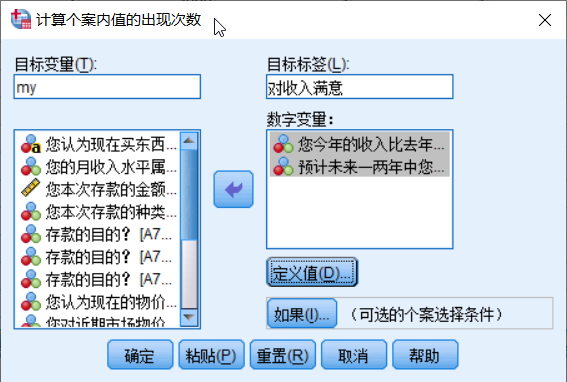 计算个案内值的出现次数
目标变量(T):
目标标签(L):
my
对收入满意
数字变量：
您认为现在买东西...
您的月收入水平属...
您本次存款的金额...
您本次存款的种类...
存款的目的？ [A7...
存款的目的？ [A7...
存款的目的？ [A7...
您认为现在的物价...
您对近期市场物价
您今年的收入比去年...
预计未来一两年中您...
定义值(D)...
如果(I)...
（可选的个案选择条件）
确定
粘贴(P)
重置(R)
取消
帮助